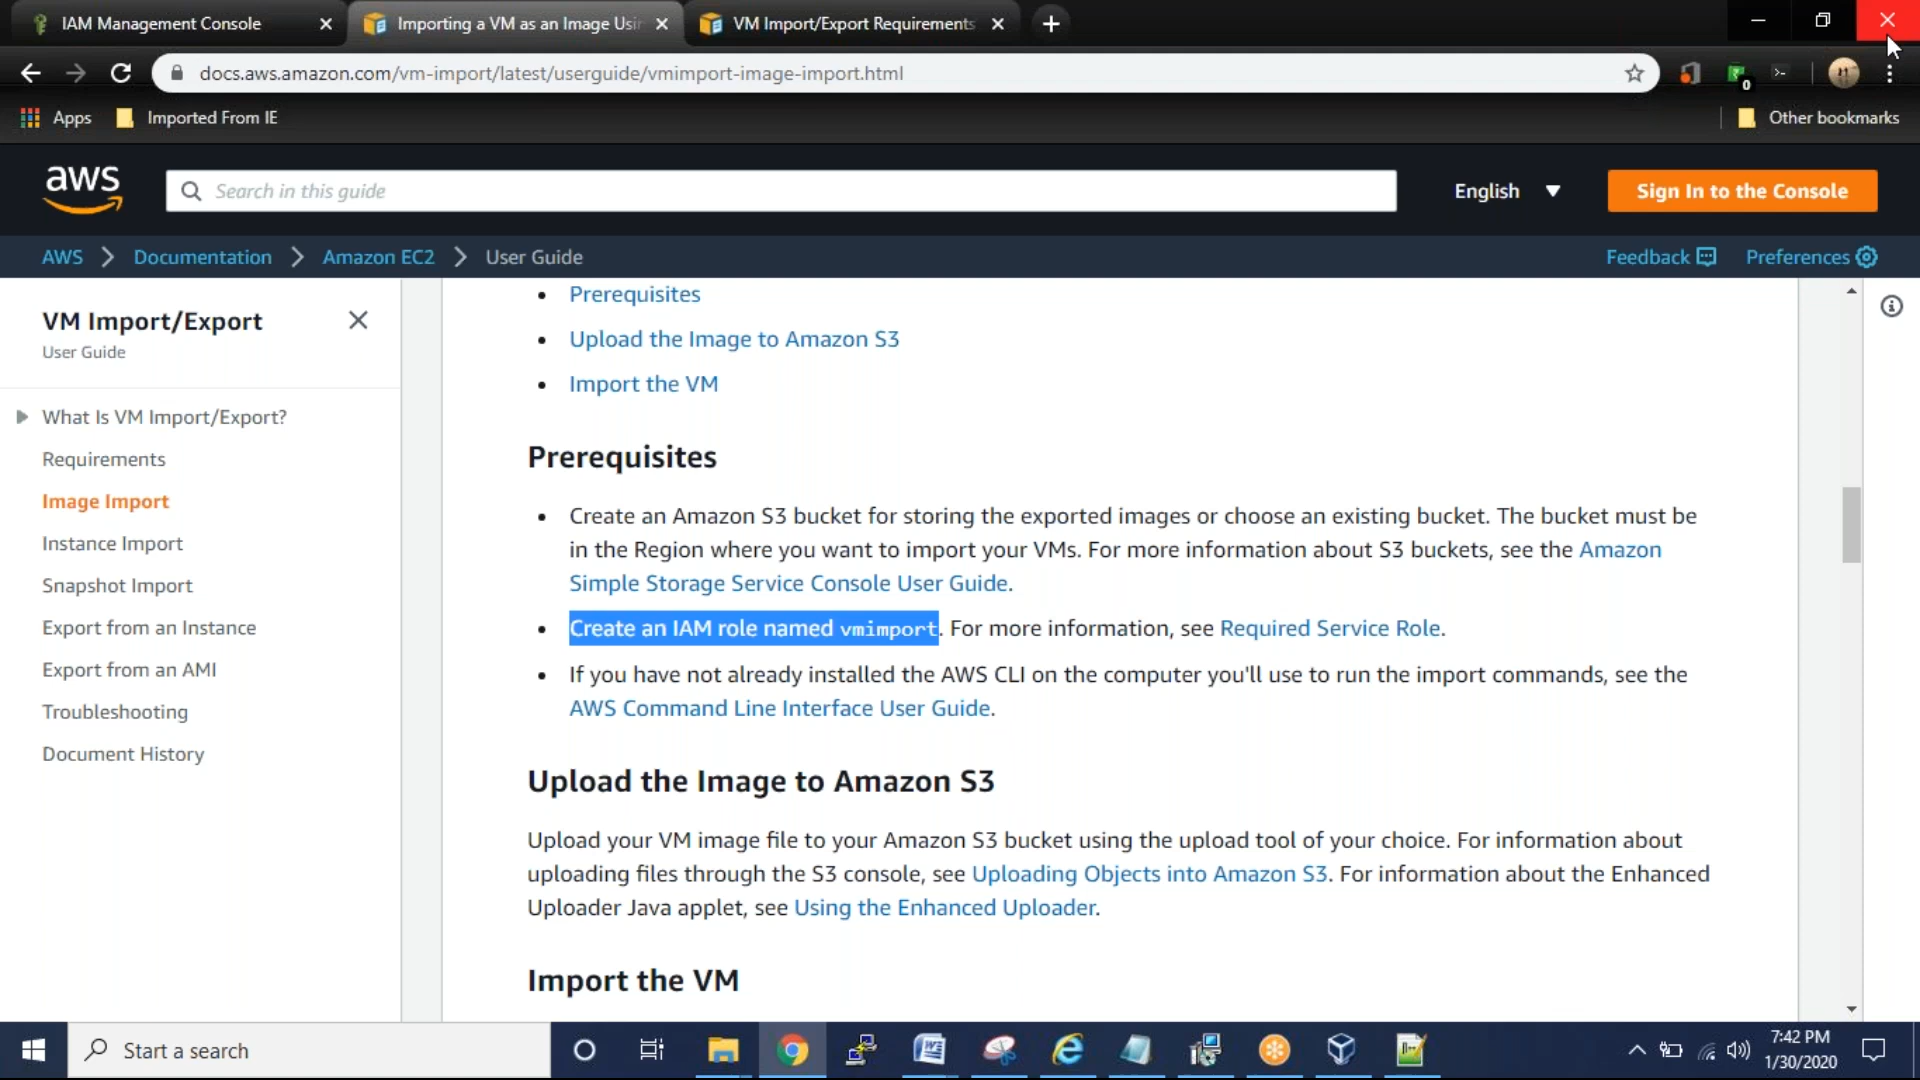 IAM Management Console
Importing a VM as an Image Usin
VM Import/Export Requirements
docs.aws.amazon.com/vm-import/latest/userguide/vmimport-image-import.html
0
Apps
Imported From IE
Other bookmarks
aws
Search in this guide
English
Sign In to the Console
AWS
Documentation
Amazon EC2
User Guide
Feedback
Preferences
VM Import/Export
User Guide
What Is VM Import/Export?
Requirements
Image Import
Instance Import
Snapshot Import
Export from an Instance
Export from an AMI
Troubleshooting
Document History
• Prerequisites
• Upload the Image to Amazon S3
• Import the VM
Prerequisites
• Create an Amazon S3 bucket for storing the exported images or choose an existing bucket. The bucket must be
in the Region where you want to import your VMs. For more information about S3 buckets, see the Amazon
Simple Storage Service Console User Guide.
• Create an IAM role named vmimport. For more information, see Required Service Role.
• If you have not already installed the AWS CLI on the computer you'll use to run the import commands, see the
AWS Command Line Interface User Guide.
Upload the Image to Amazon S3
Upload your VM image file to your Amazon S3 bucket using the upload tool of your choice. For information about
uploading files through the S3 console, see Uploading Objects into Amazon S3. For information about the Enhanced
Uploader Java applet, see Using the Enhanced Uploader.
Import the VM
Start a search
7:42 PM
1/30/2020